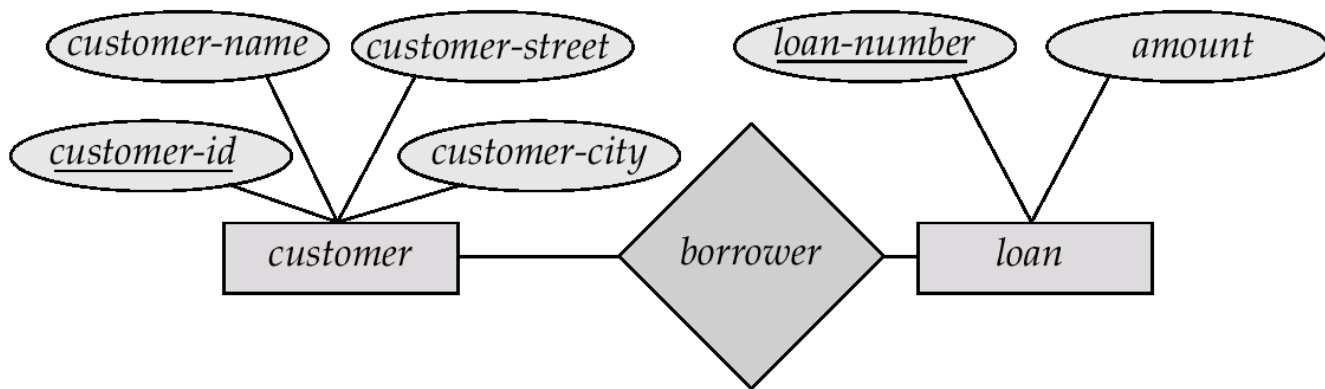 customer-name
customer-street
loan-number
amount
customer-id
customer-city
customer
borrower
loan